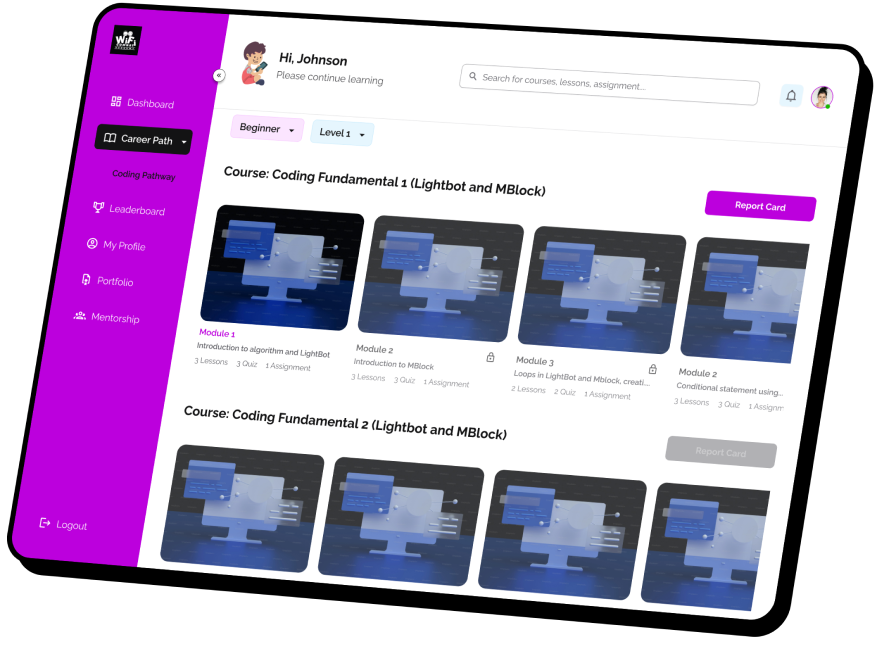 WiFi
Dashboard
Career Path
Coding Pathway
Leaderboard
My Profile
Portfolio
Mentorship
Logout
Hi, Johnson
Please continue learning
Search for courses, lessons, assignment...
Beginner
Level 1
Course: Coding Fundamental 1 (Lightbot and MBlock)
Report Card
Module 1
Introduction to algorithm and LightBot
3 Lessons 3 Quiz 1 Assignment
Module 2
Introduction to MBlock
3 Lessons 3 Quiz 1 Assignment
Module 3
Loops in LightBot and Mblock, creati...
2 Lessons 2 Quiz 1 Assignment
Module 2
Conditional statement using...
3 Lessons 3 Quiz 1 Assignm
Course: Coding Fundamental 2 (Lightbot and MBlock)
Report Card